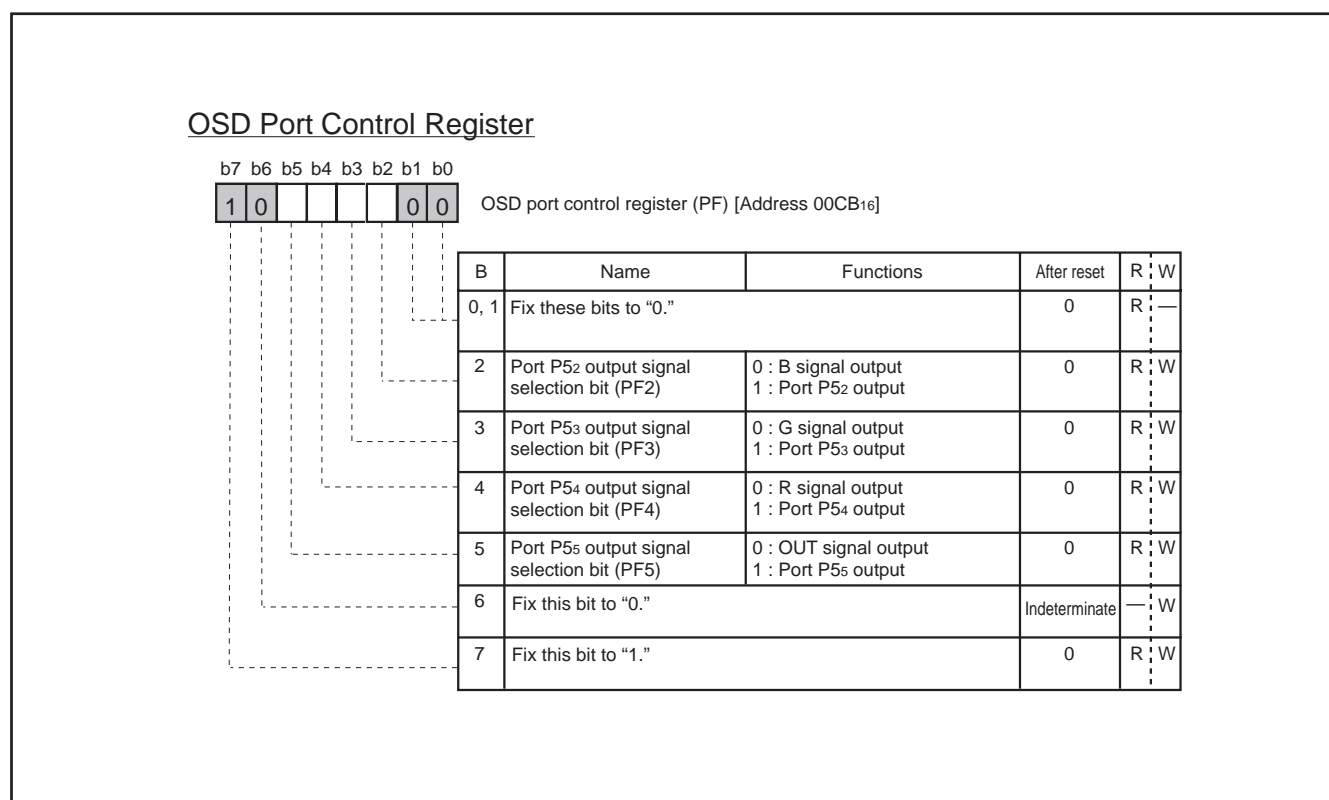 OSD Port Control Register
b7 b6 b5 b4 b3 b2 b1 b0
1 0 0 0 OSD port control register (PF) [Address 00CB16]
B Name Functions After reset R W
0, 1 Fix these bits to “0.” 0 R —
2 Port P52 output signal selection bit (PF2) 0 : B signal output 1 : Port P52 output 0 R W
3 Port P53 output signal selection bit (PF3) 0 : G signal output 1 : Port P53 output 0 R W
4 Port P54 output signal selection bit (PF4) 0 : R signal output 1 : Port P54 output 0 R W
5 Port P55 output signal selection bit (PF5) 0 : OUT signal output 1 : Port P55 output 0 R W
6 Fix this bit to “0.” Indeterminate — W
7 Fix this bit to “1.” 0 R W